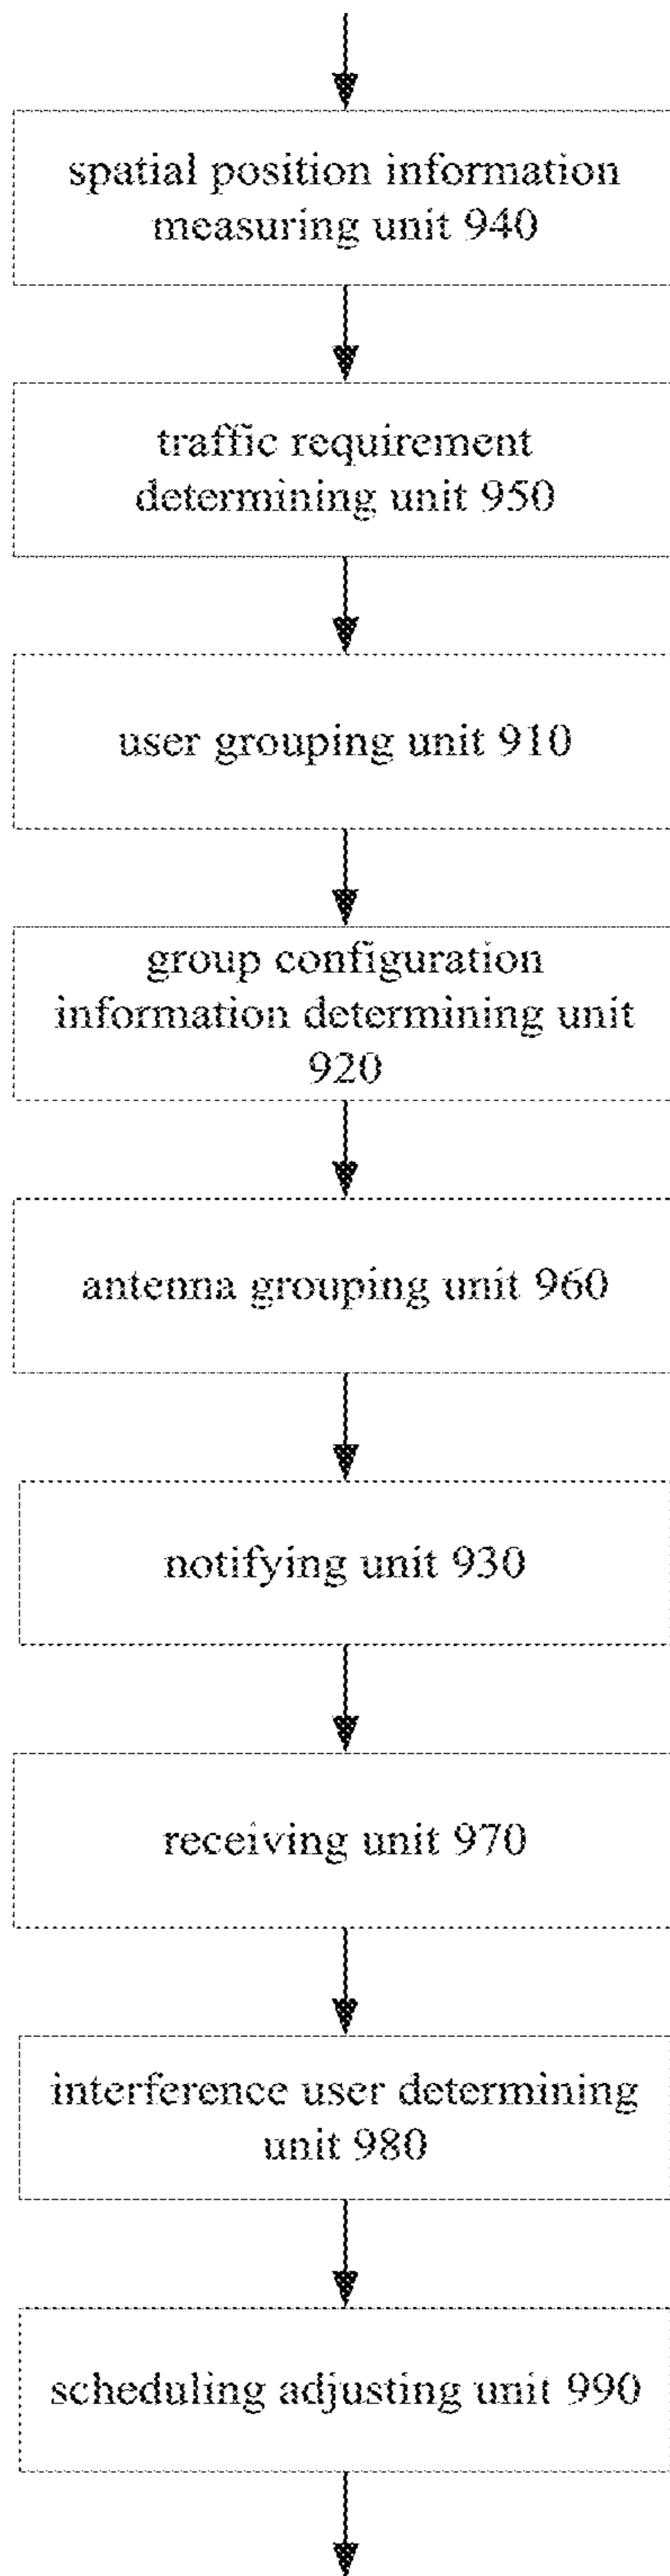 spatial position information
measuring unit 940
traffic requirement
determining unit 950
user grouping unit 910
group configuration
information determining unit
920
antenna grouping unit 960
notifying unit 930
receiving unit 970
interference user determining
unit 980
scheduling adjusting unit 990